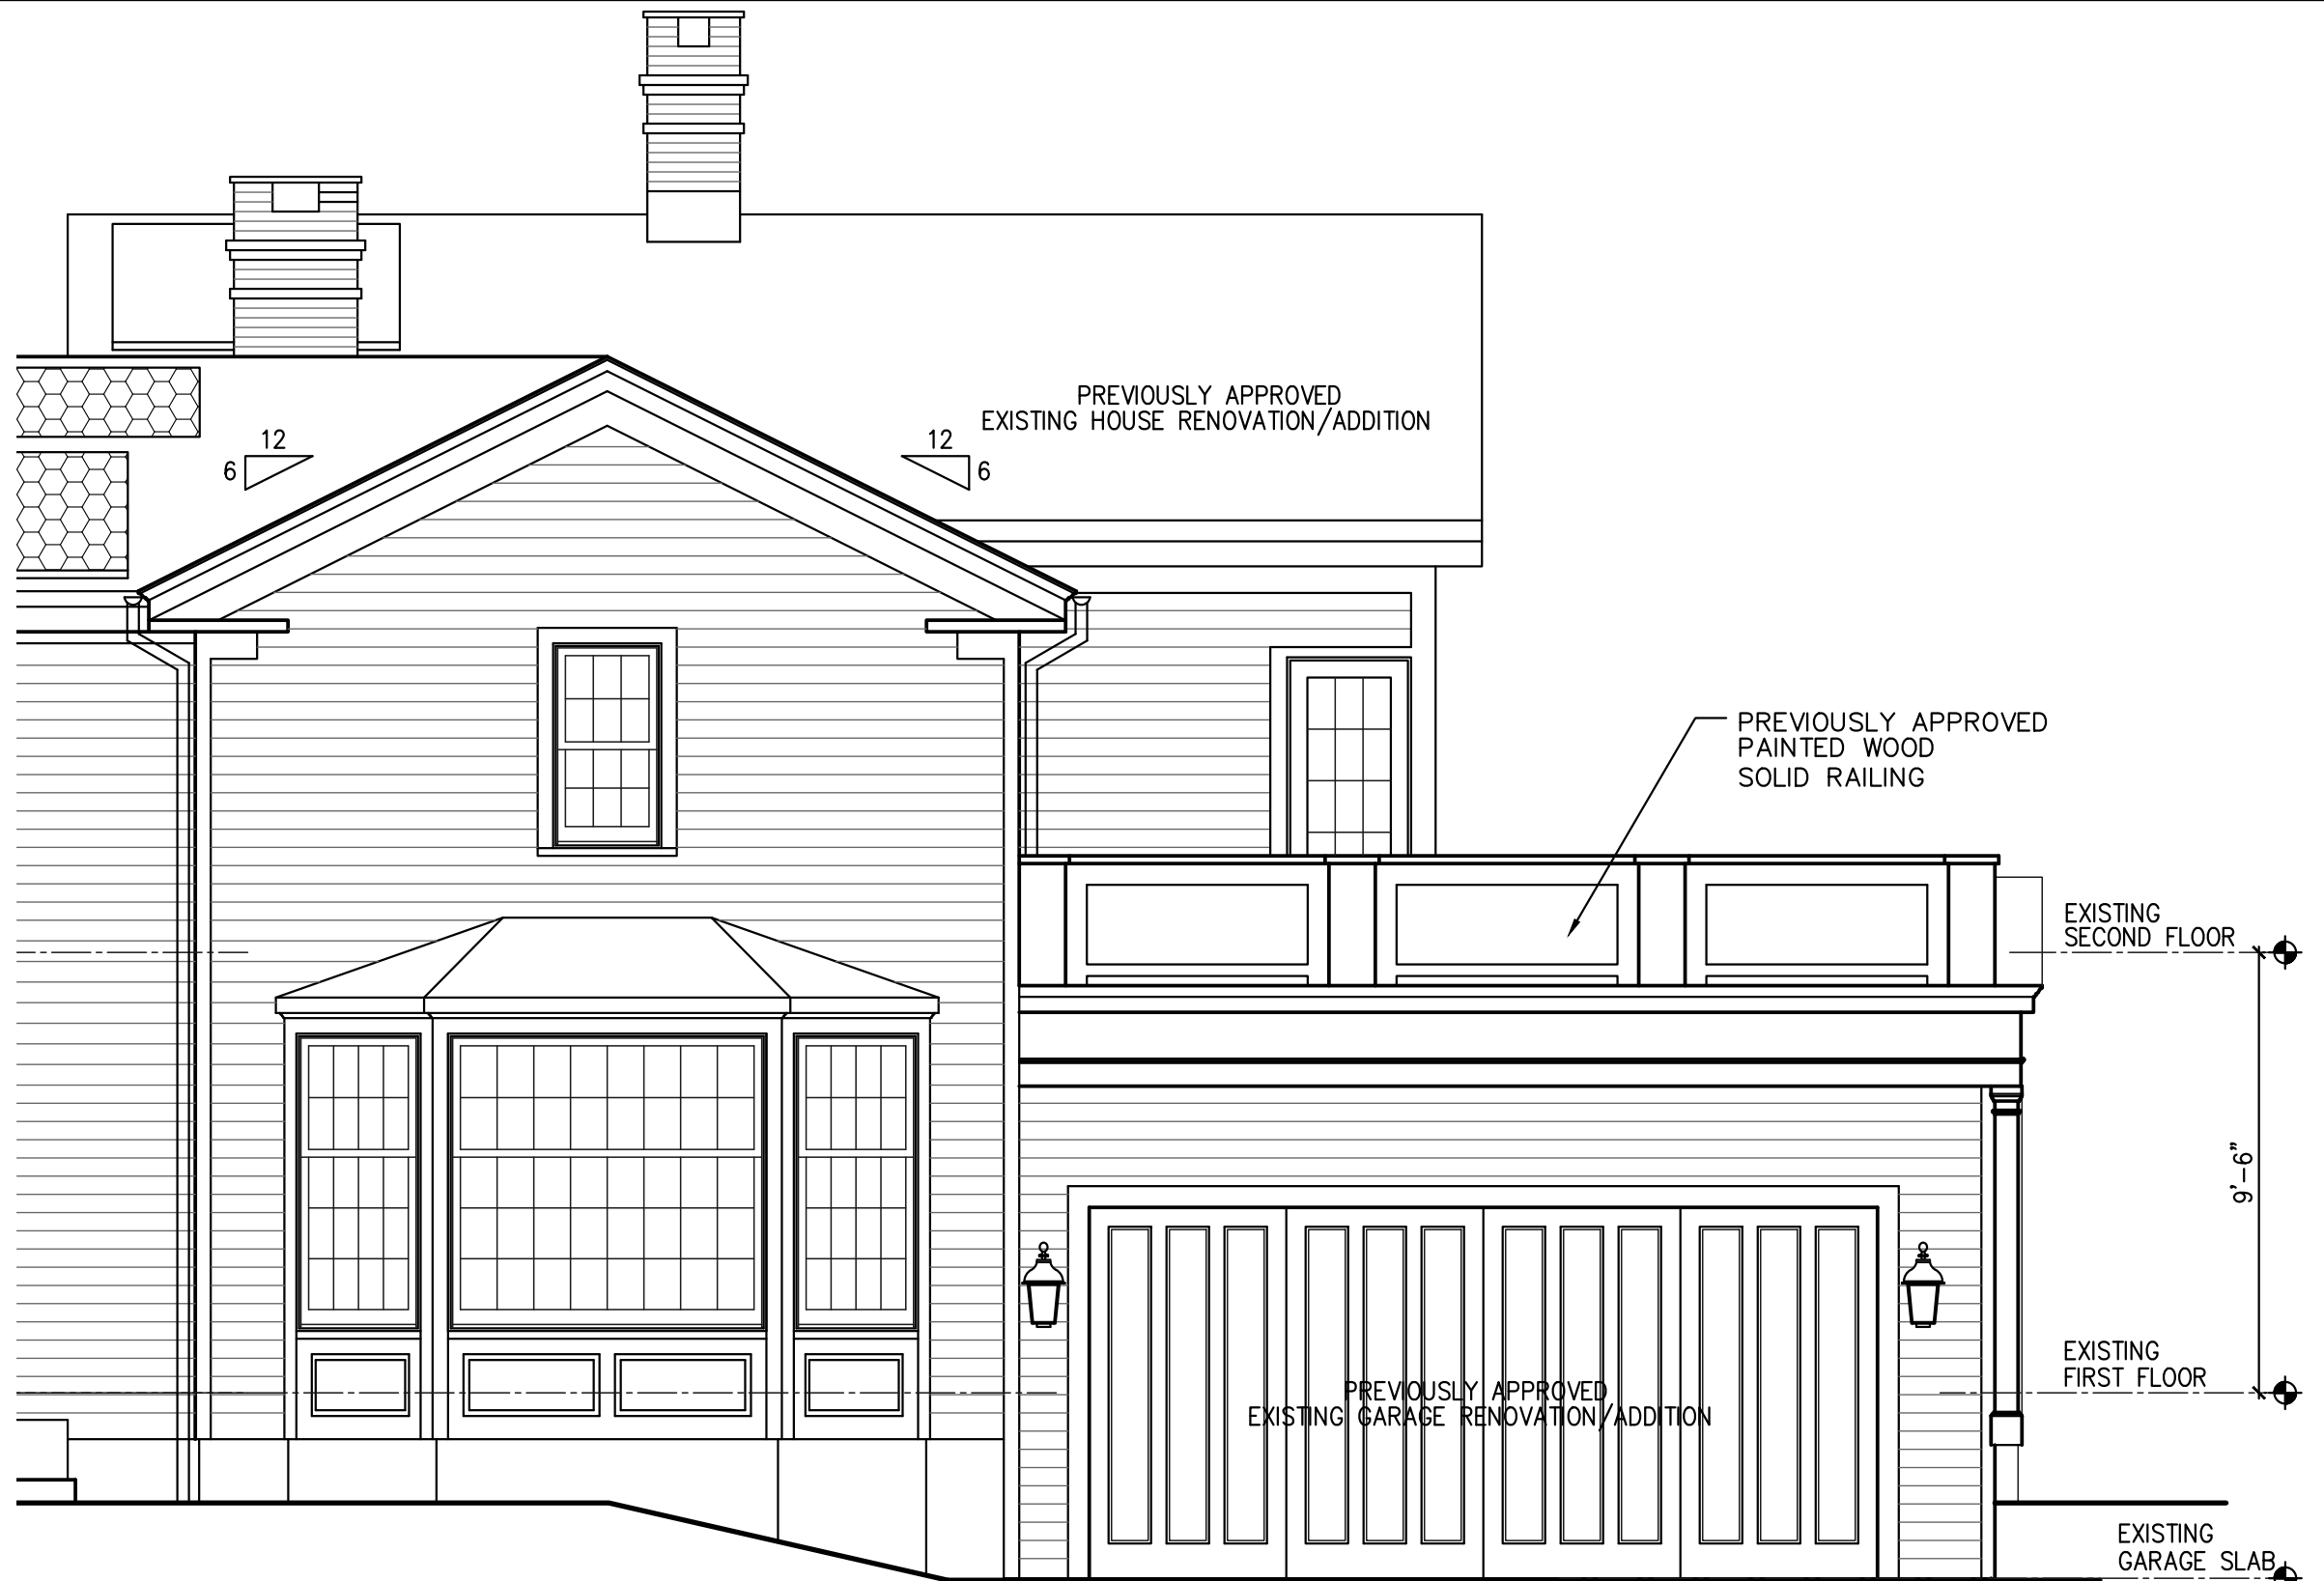 PREVIOUSLY APPROVED
EXISTING HOUSE RENOVATION/ADDITION
12
6
12
6
PREVIOUSLY APPROVED
PAINTED WOOD
SOLID RAILING
EXISTING
SECOND FLOOR
9'-6"
EXISTING
FIRST FLOOR
PREVIOUSLY APPROVED
EXISTING GARAGE RENOVATION/ADDITION
EXISTING
GARAGE SLAB